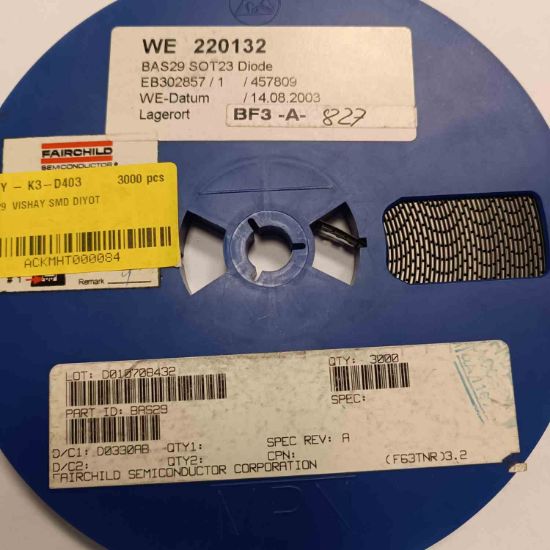 WE 220132
BAS29 SOT23 Diode
EB302857 / 1 / 457809
WE-Datum / 14.08.2003
Lagerort BF3 -A- 827
FAIRCHILD
SEMICONDUCTOR
Y - K3-D403 3000 pcs
29 VISHAY SMD DIYOT
ACKMHT000084
Remark
LOT: D010708432
QTY: 3000
PART ID: BAS29
SPEC:
D/C1: D0330AB QTY1: SPEC REV: A
D/C2: QTY2: CPN:
FAIRCHILD SEMICONDUCTOR CORPORATION (F63TNR)3.2